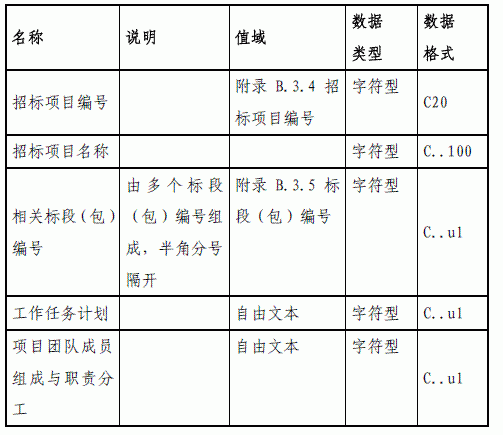 名称 说明 值域 数据类型 数据格式
招标项目编号 附录 B.3.4 招标项目编号 字符型 C20
招标项目名称 字符型 C..100
相关标段（包）编号 由多个标段（包）编号组成，半角分号隔开 附录 B.3.5 标段（包）编号 字符型 C..ul
工作任务计划 自由文本 字符型 C..ul
项目团队成员组成与职责分工 自由文本 字符型 C..ul